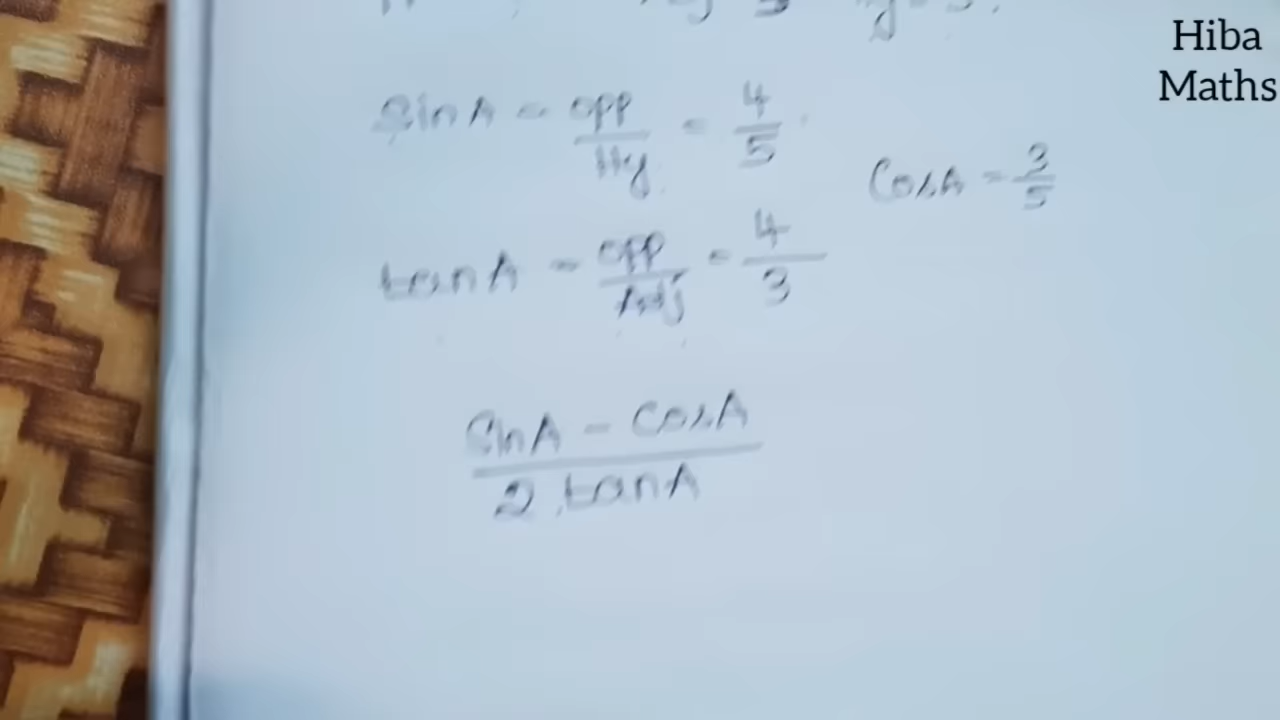 Hiba
Maths
SinA = opp/Hy = 4/5
CosA = 3/5
tanA = opp/Adj = 4/3
SinA - CosA
2 tanA